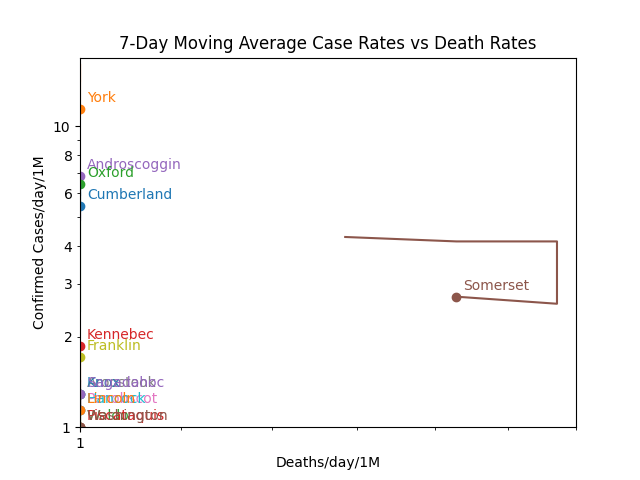 7-Day Moving Average Case Rates vs Death Rates
York
10
Androscoggin
8
Oxford
6
Cumberland
Confirmed Cases/day/1M
4
3
Somerset
2
Kennebec
Franklin
1
1
Deaths/day/1M